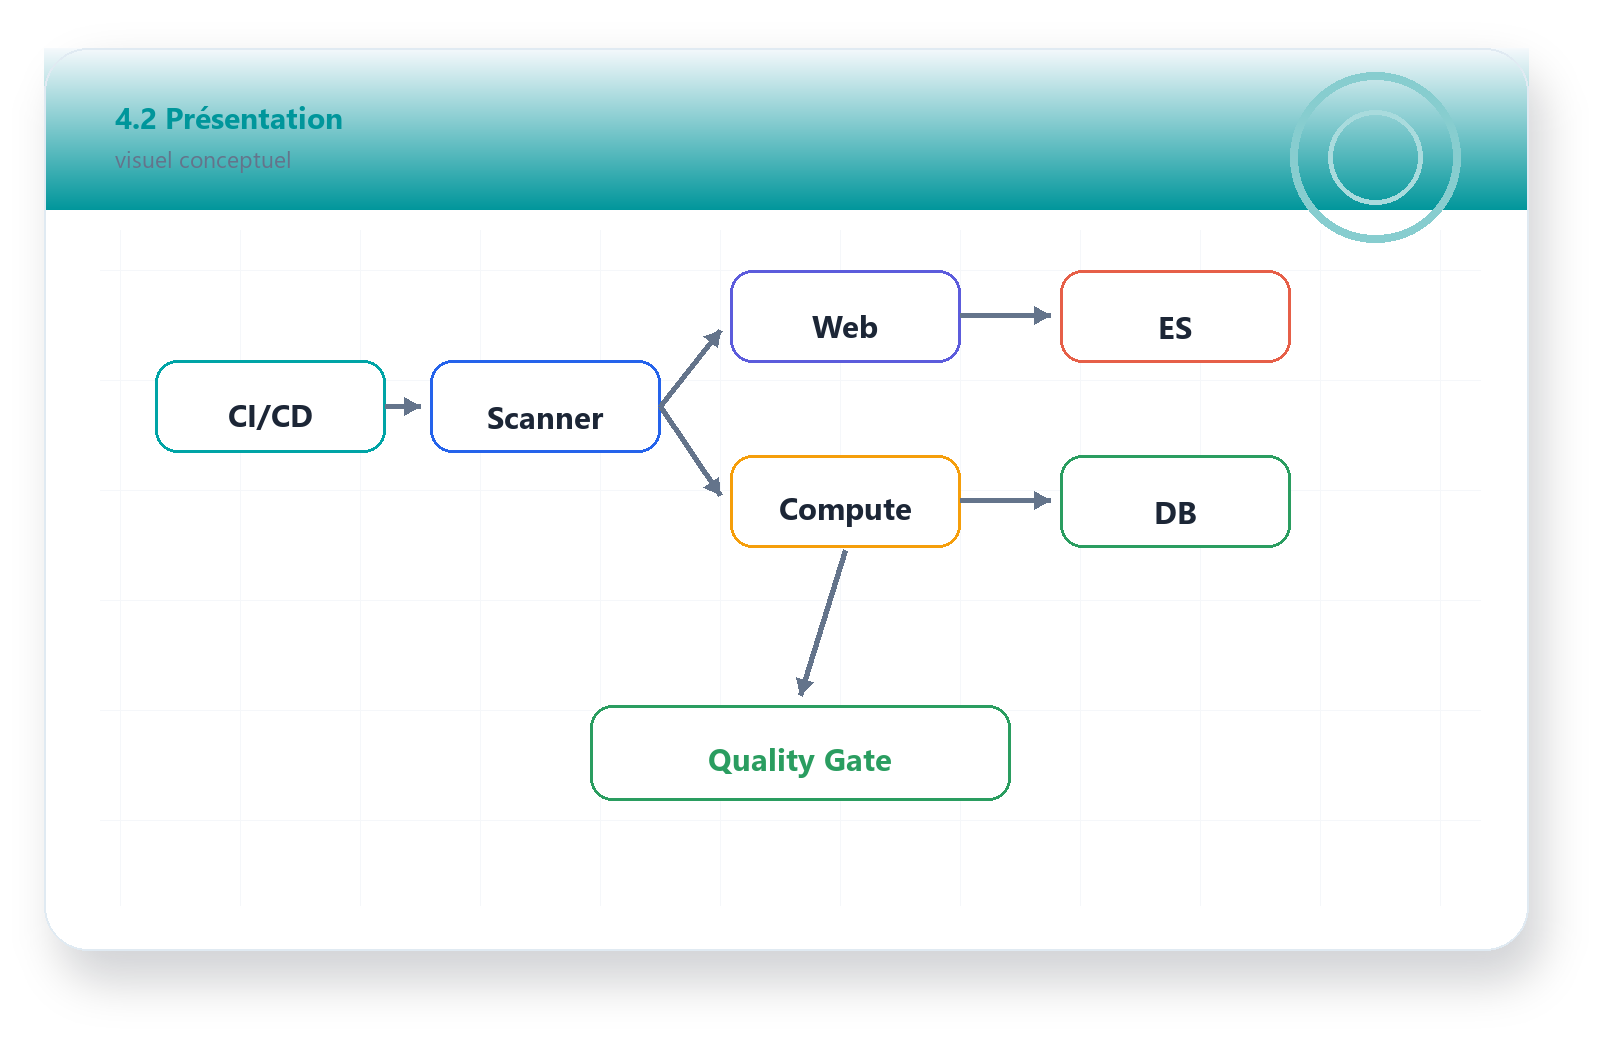 4.2 Présentation
visuel conceptuel
Web
ES
CI/CD
Scanner
Compute
DB
Quality Gate